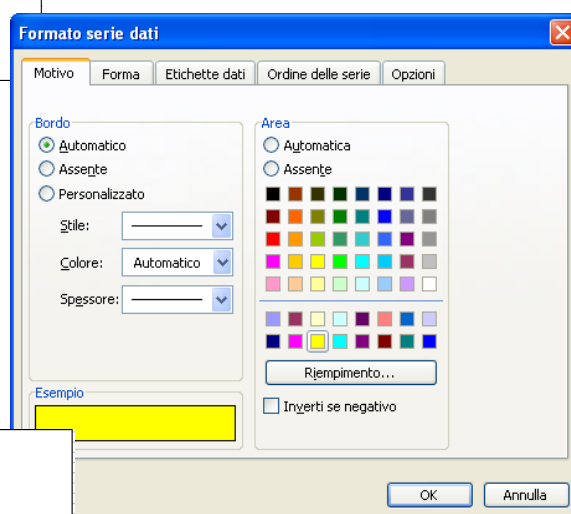 Formato serie dati
Motivo Forma Etichette dati Ordine delle serie Opzioni
Bordo
Automatico
Assente
Personalizzato
Stile:
Colore: Automatico
Spessore:
Esempio
Area
Automatica
Assente
Riempimento...
Inverti se negativo
OK Annulla